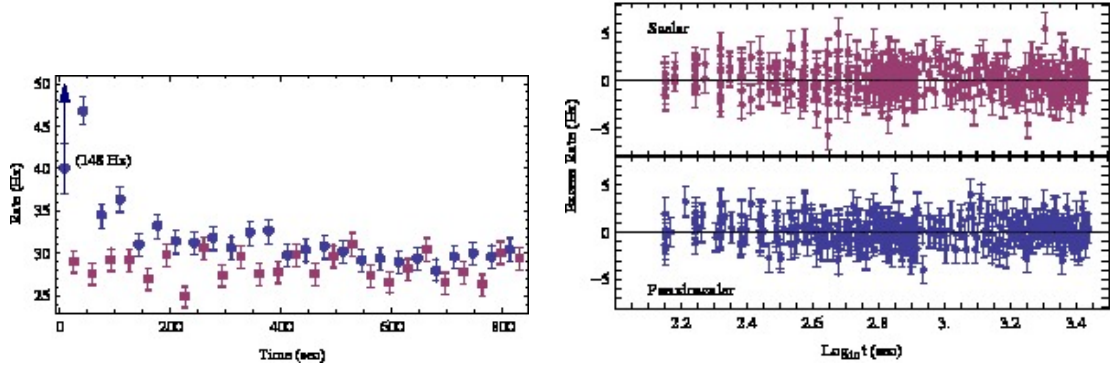 50
45
(148 Hz)
40
35
30
25
Rate (Hz)
0 200 400 600 800
Time (sec)
Scalar
5
0
−5
Excess Rate (Hz)
5
0
−5
Pseudoscalar
2.2 2.4 2.6 2.8 3. 3.2 3.4
Log10 t (sec)